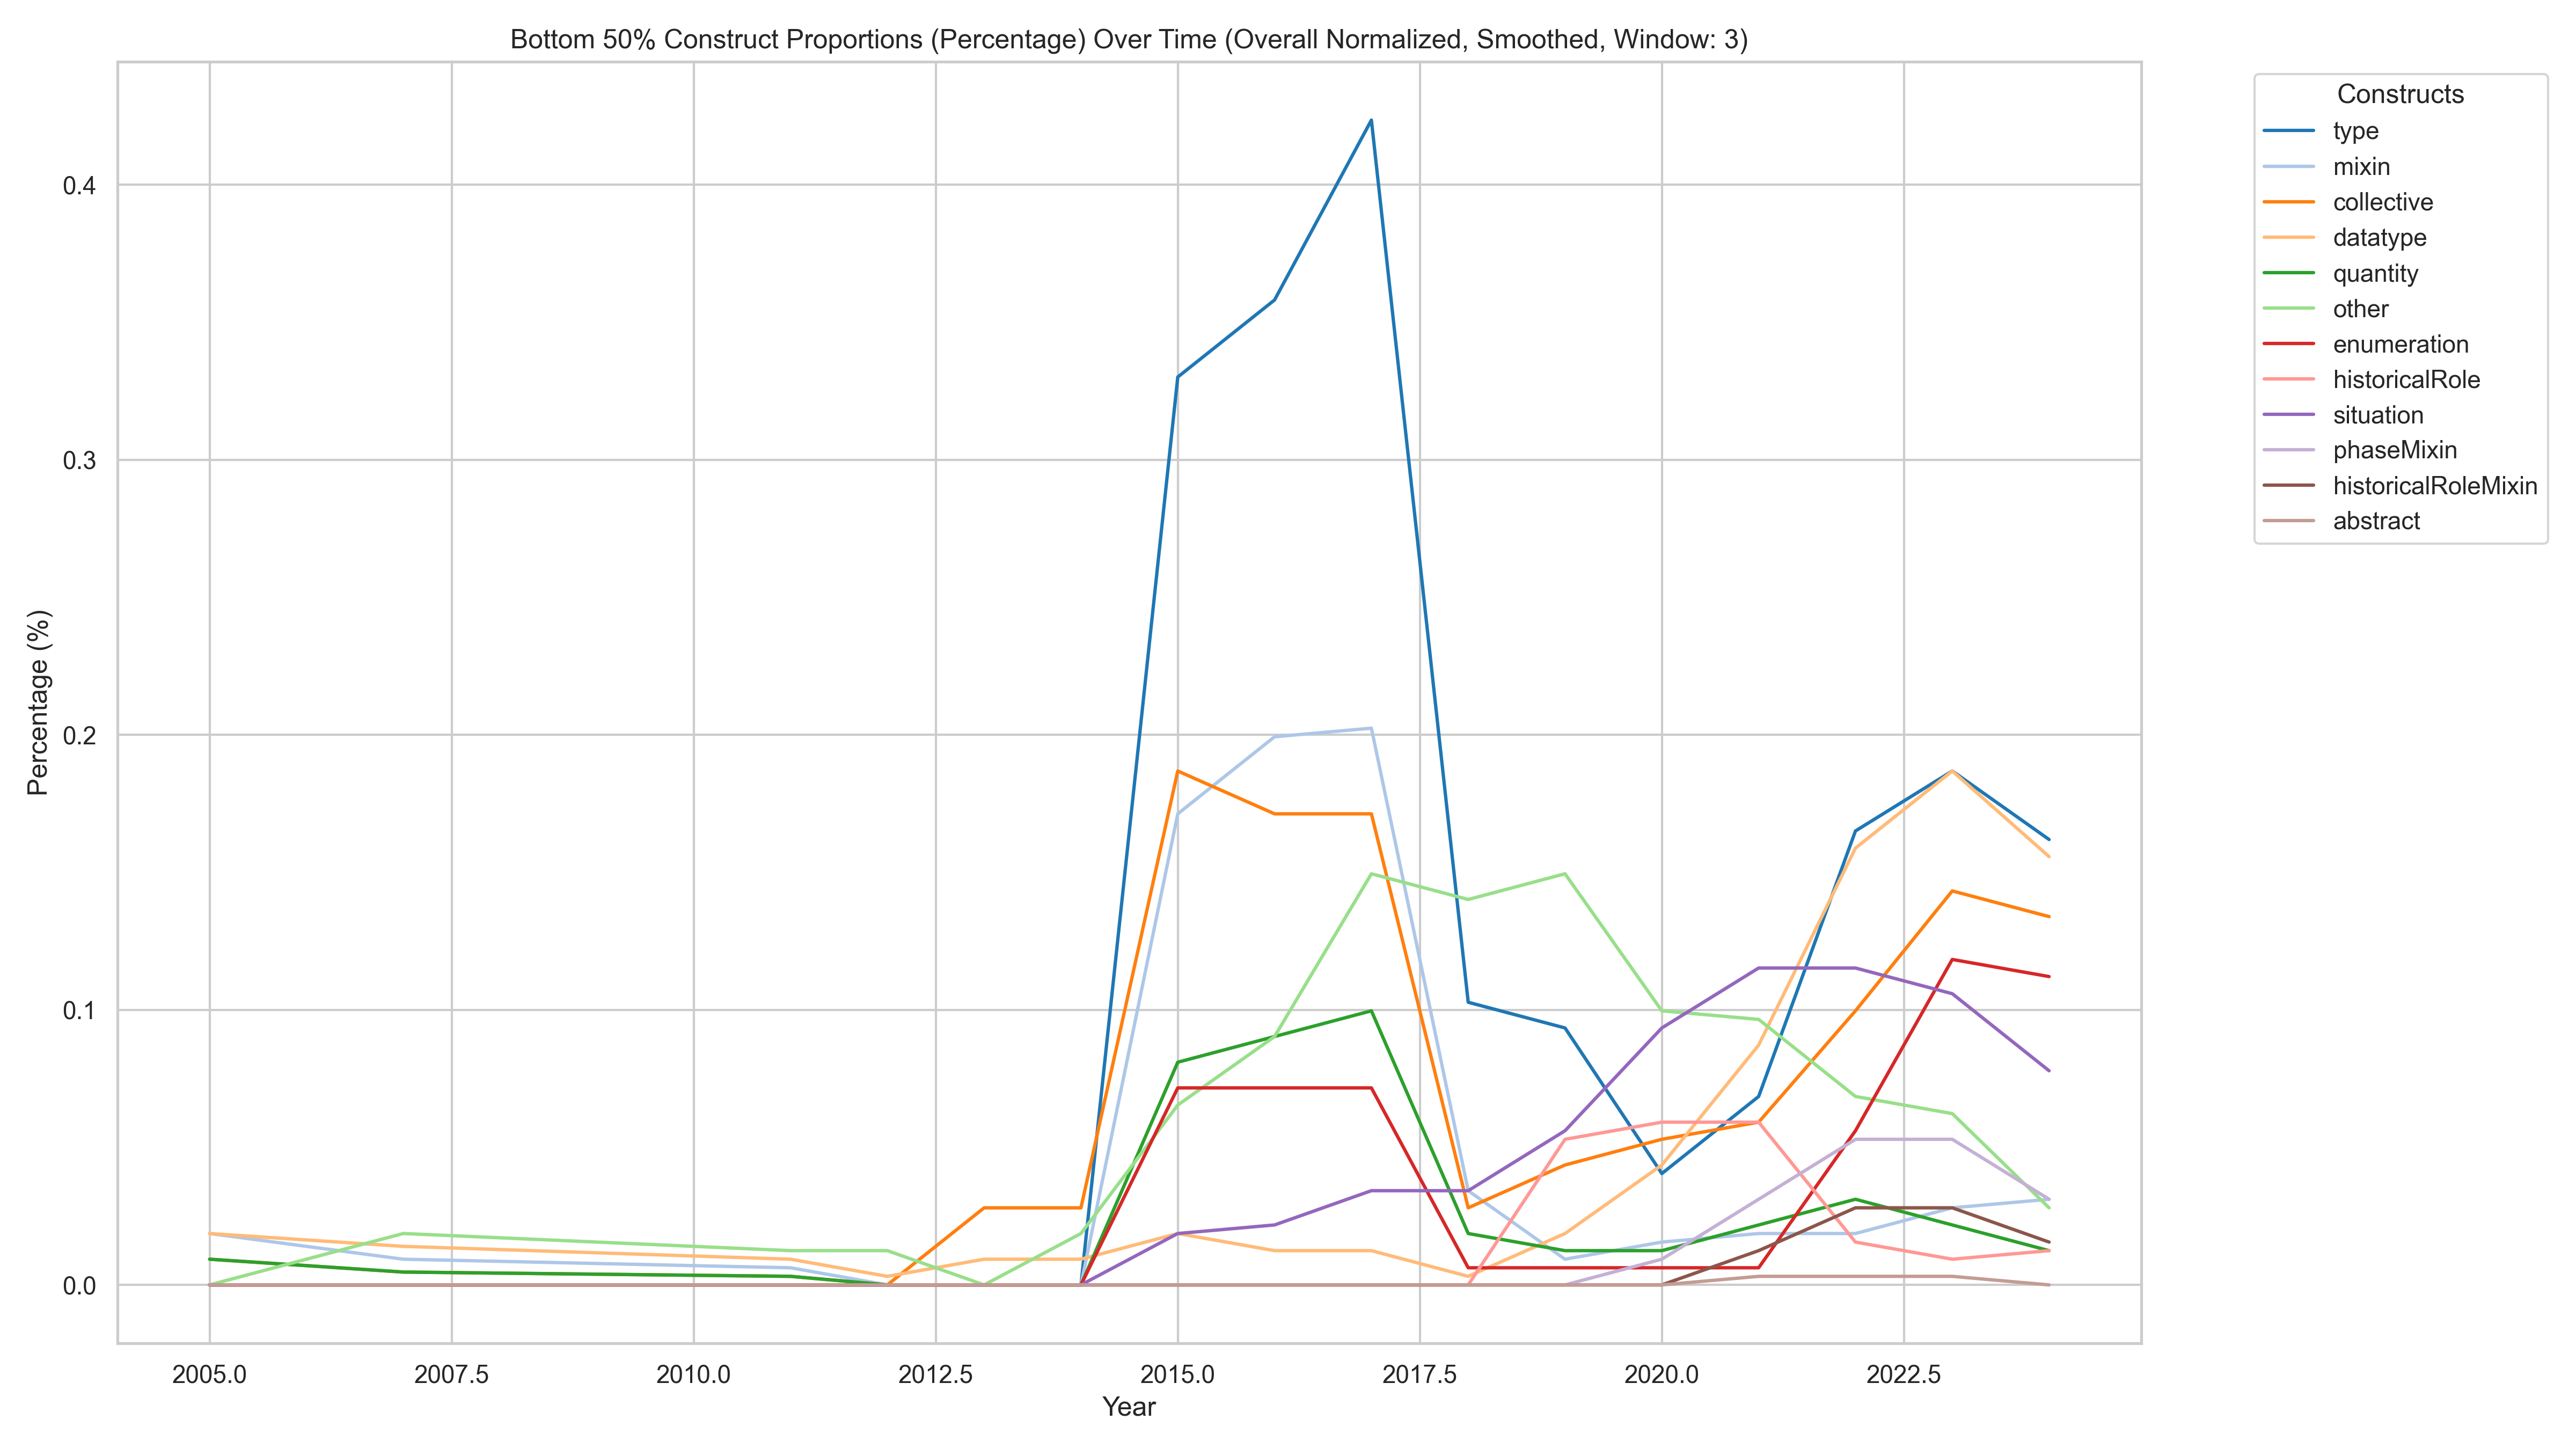 Bottom 50% Construct Proportions (Percentage) Over Time (Overall Normalized, Smoothed, Window: 3)
Constructs
type
mixin
collective
datatype
quantity
other
enumeration
historicalRole
situation
phaseMixin
historicalRoleMixin
abstract
Percentage (%)
0.4
0.3
0.2
0.1
0.0
2005.0 2007.5 2010.0 2012.5 2015.0 2017.5 2020.0 2022.5
Year